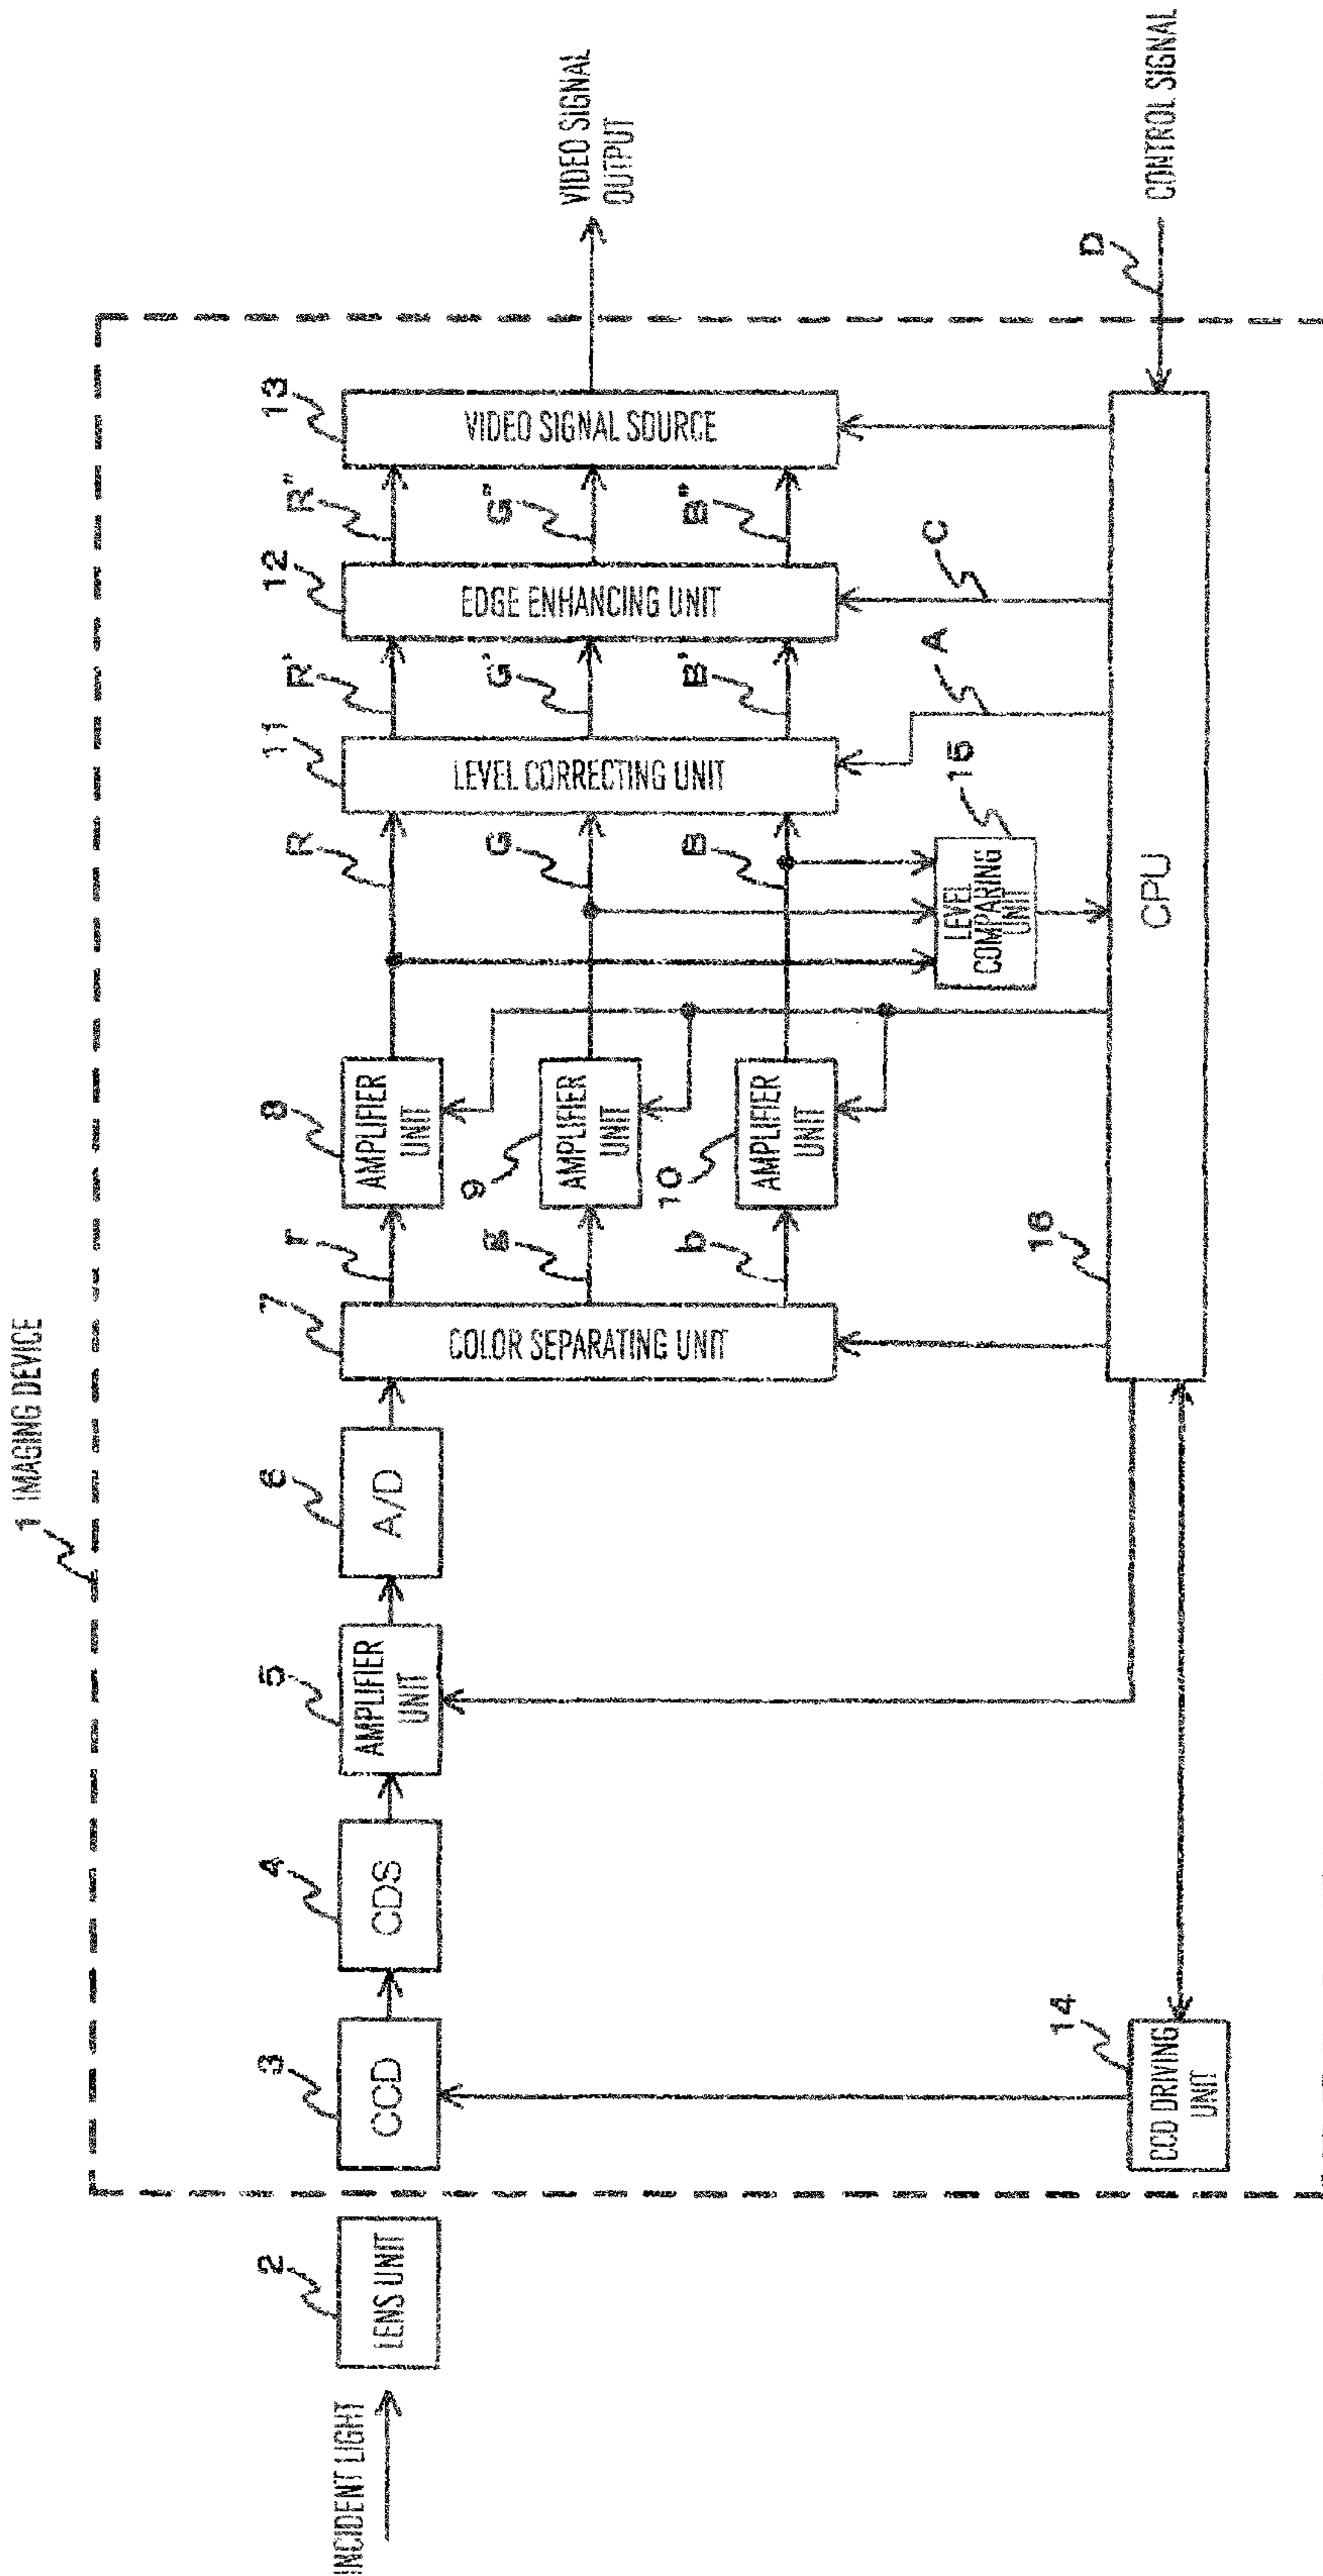 1 IMAGING DEVICE
INCIDENT LIGHT
2
LENS UNIT
3
CCD
4
CDS
5
AMPLIFIER
UNIT
6
A/D
7
COLOR SEPARATING UNIT
r
g
b
8
AMPLIFIER
UNIT
9
AMPLIFIER
UNIT
10
AMPLIFIER
UNIT
R
G
B
11
LEVEL CORRECTING UNIT
R'
G'
B'
12
EDGE ENHANCING UNIT
R"
G"
B"
13
VIDEO SIGNAL SOURCE
VIDEO SIGNAL
OUTPUT
14
CCD DRIVING
UNIT
15
LEVEL
COMPARING
UNIT
A
C
16
CPU
D
CONTROL SIGNAL